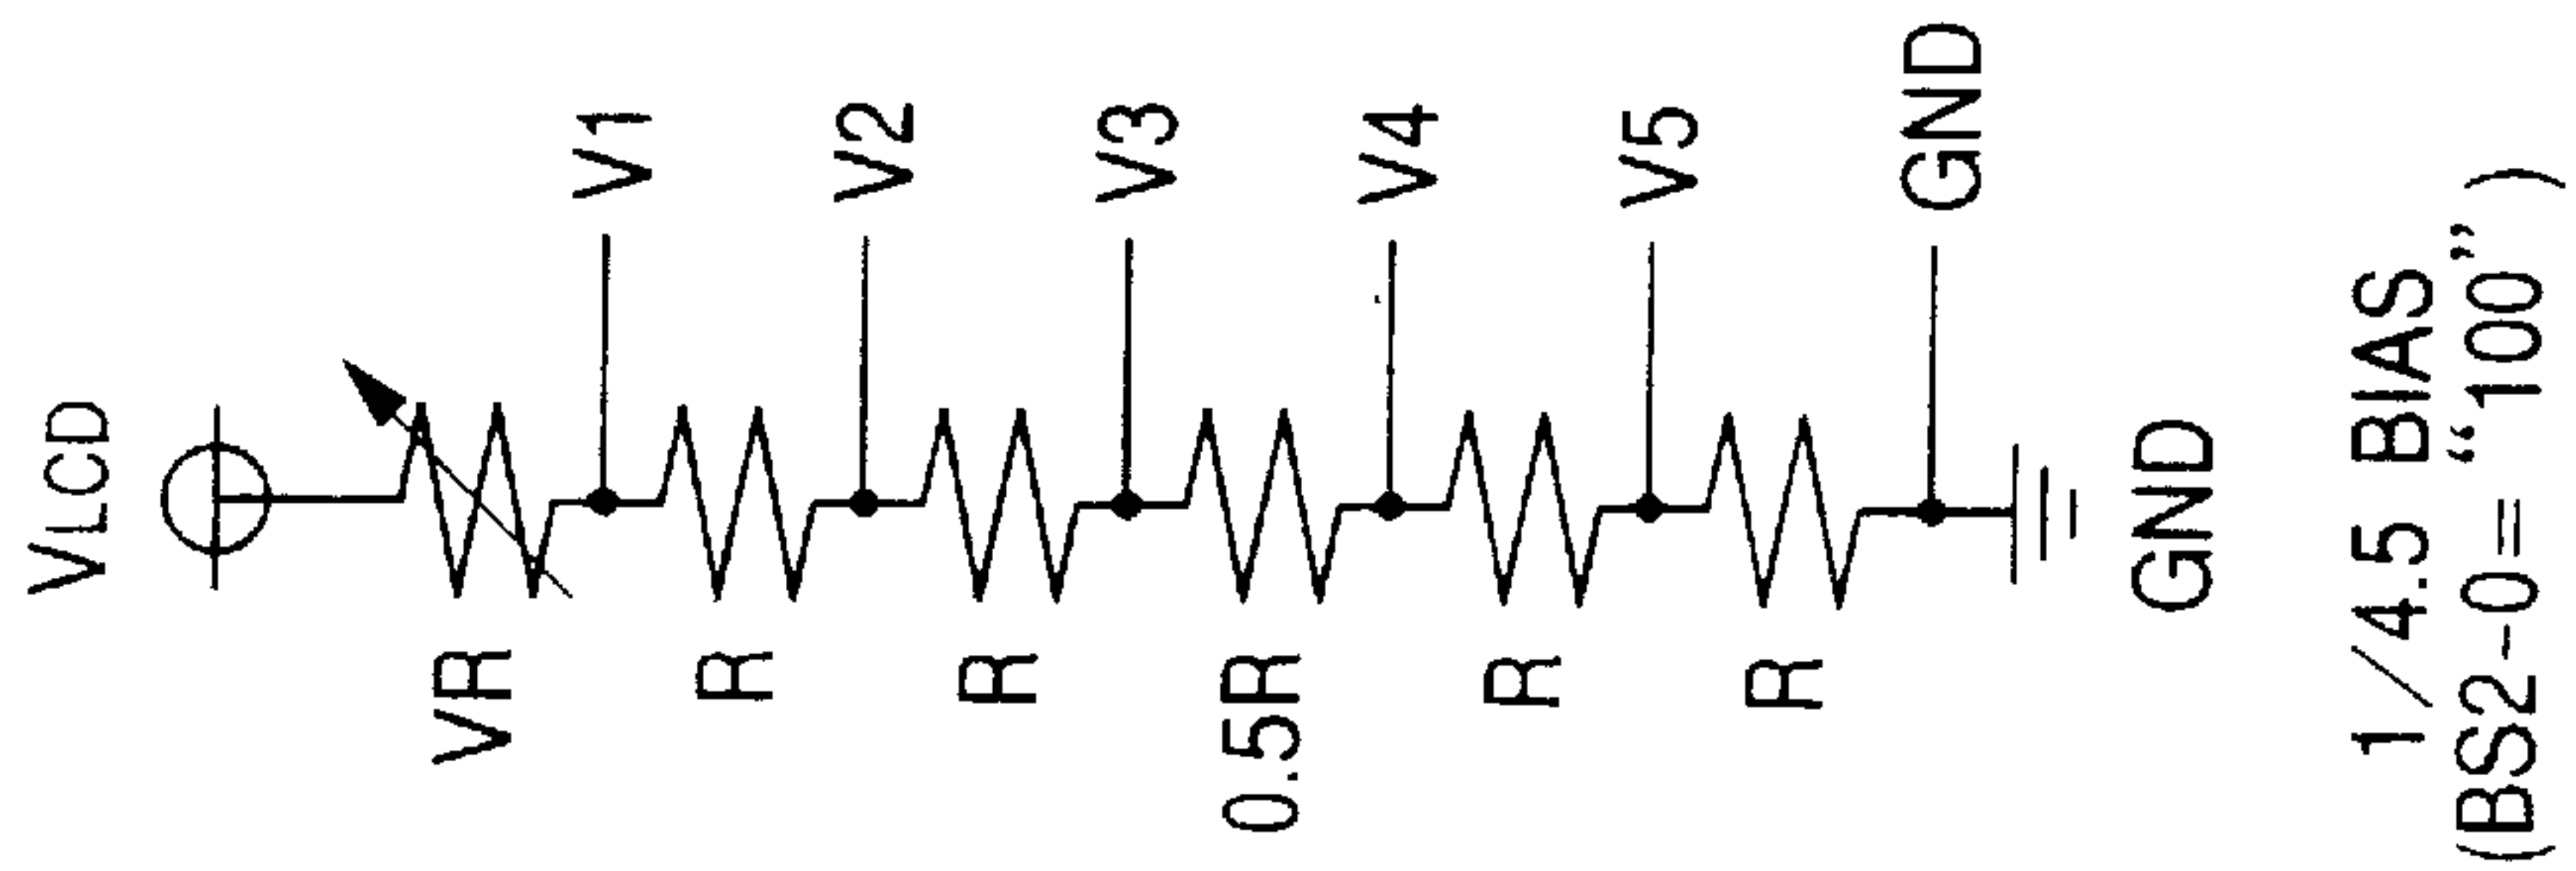 VLCD
VR
V1
R
V2
R
V3
0.5R
V4
R
V5
R
GND
GND
1/4.5 BIAS
(BS2-0= “100” )